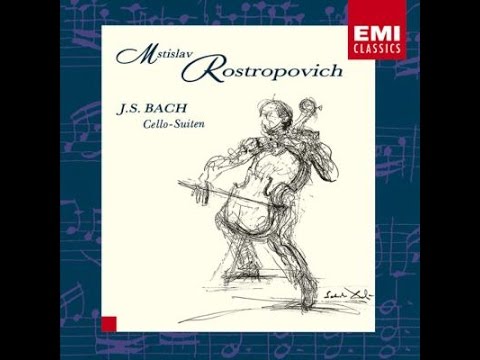 EMI
CLASSICS
Mstislav
Rostropovich
J.S. BACH
Cello-Suiten